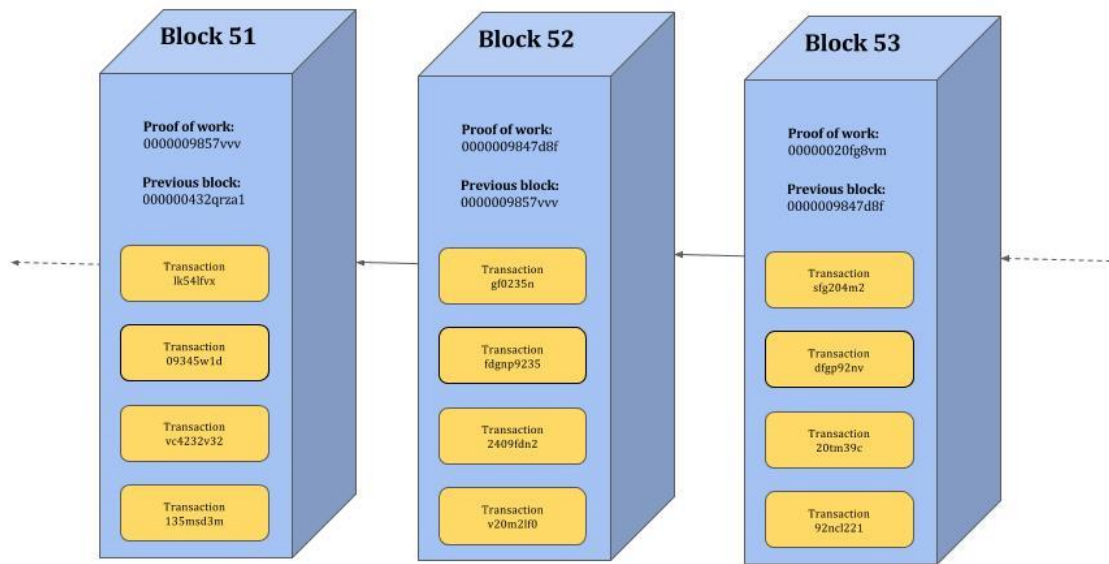 Block 51
Proof of work:
0000009857vvv
Previous block:
000000432qrza1
Transaction
lk54lfvx
Transaction
09345w1d
Transaction
vc4232v32
Transaction
135msd3m
Block 52
Proof of work:
0000009847d8f
Previous block:
0000009857vvv
Transaction
gf0235n
Transaction
fdgnp9235
Transaction
2409fdn2
Transaction
v20m2lf0
Block 53
Proof of work:
00000020fg8vm
Previous block:
0000009847d8f
Transaction
sfg204m2
Transaction
dfgp92nv
Transaction
20tm39c
Transaction
92ncl221